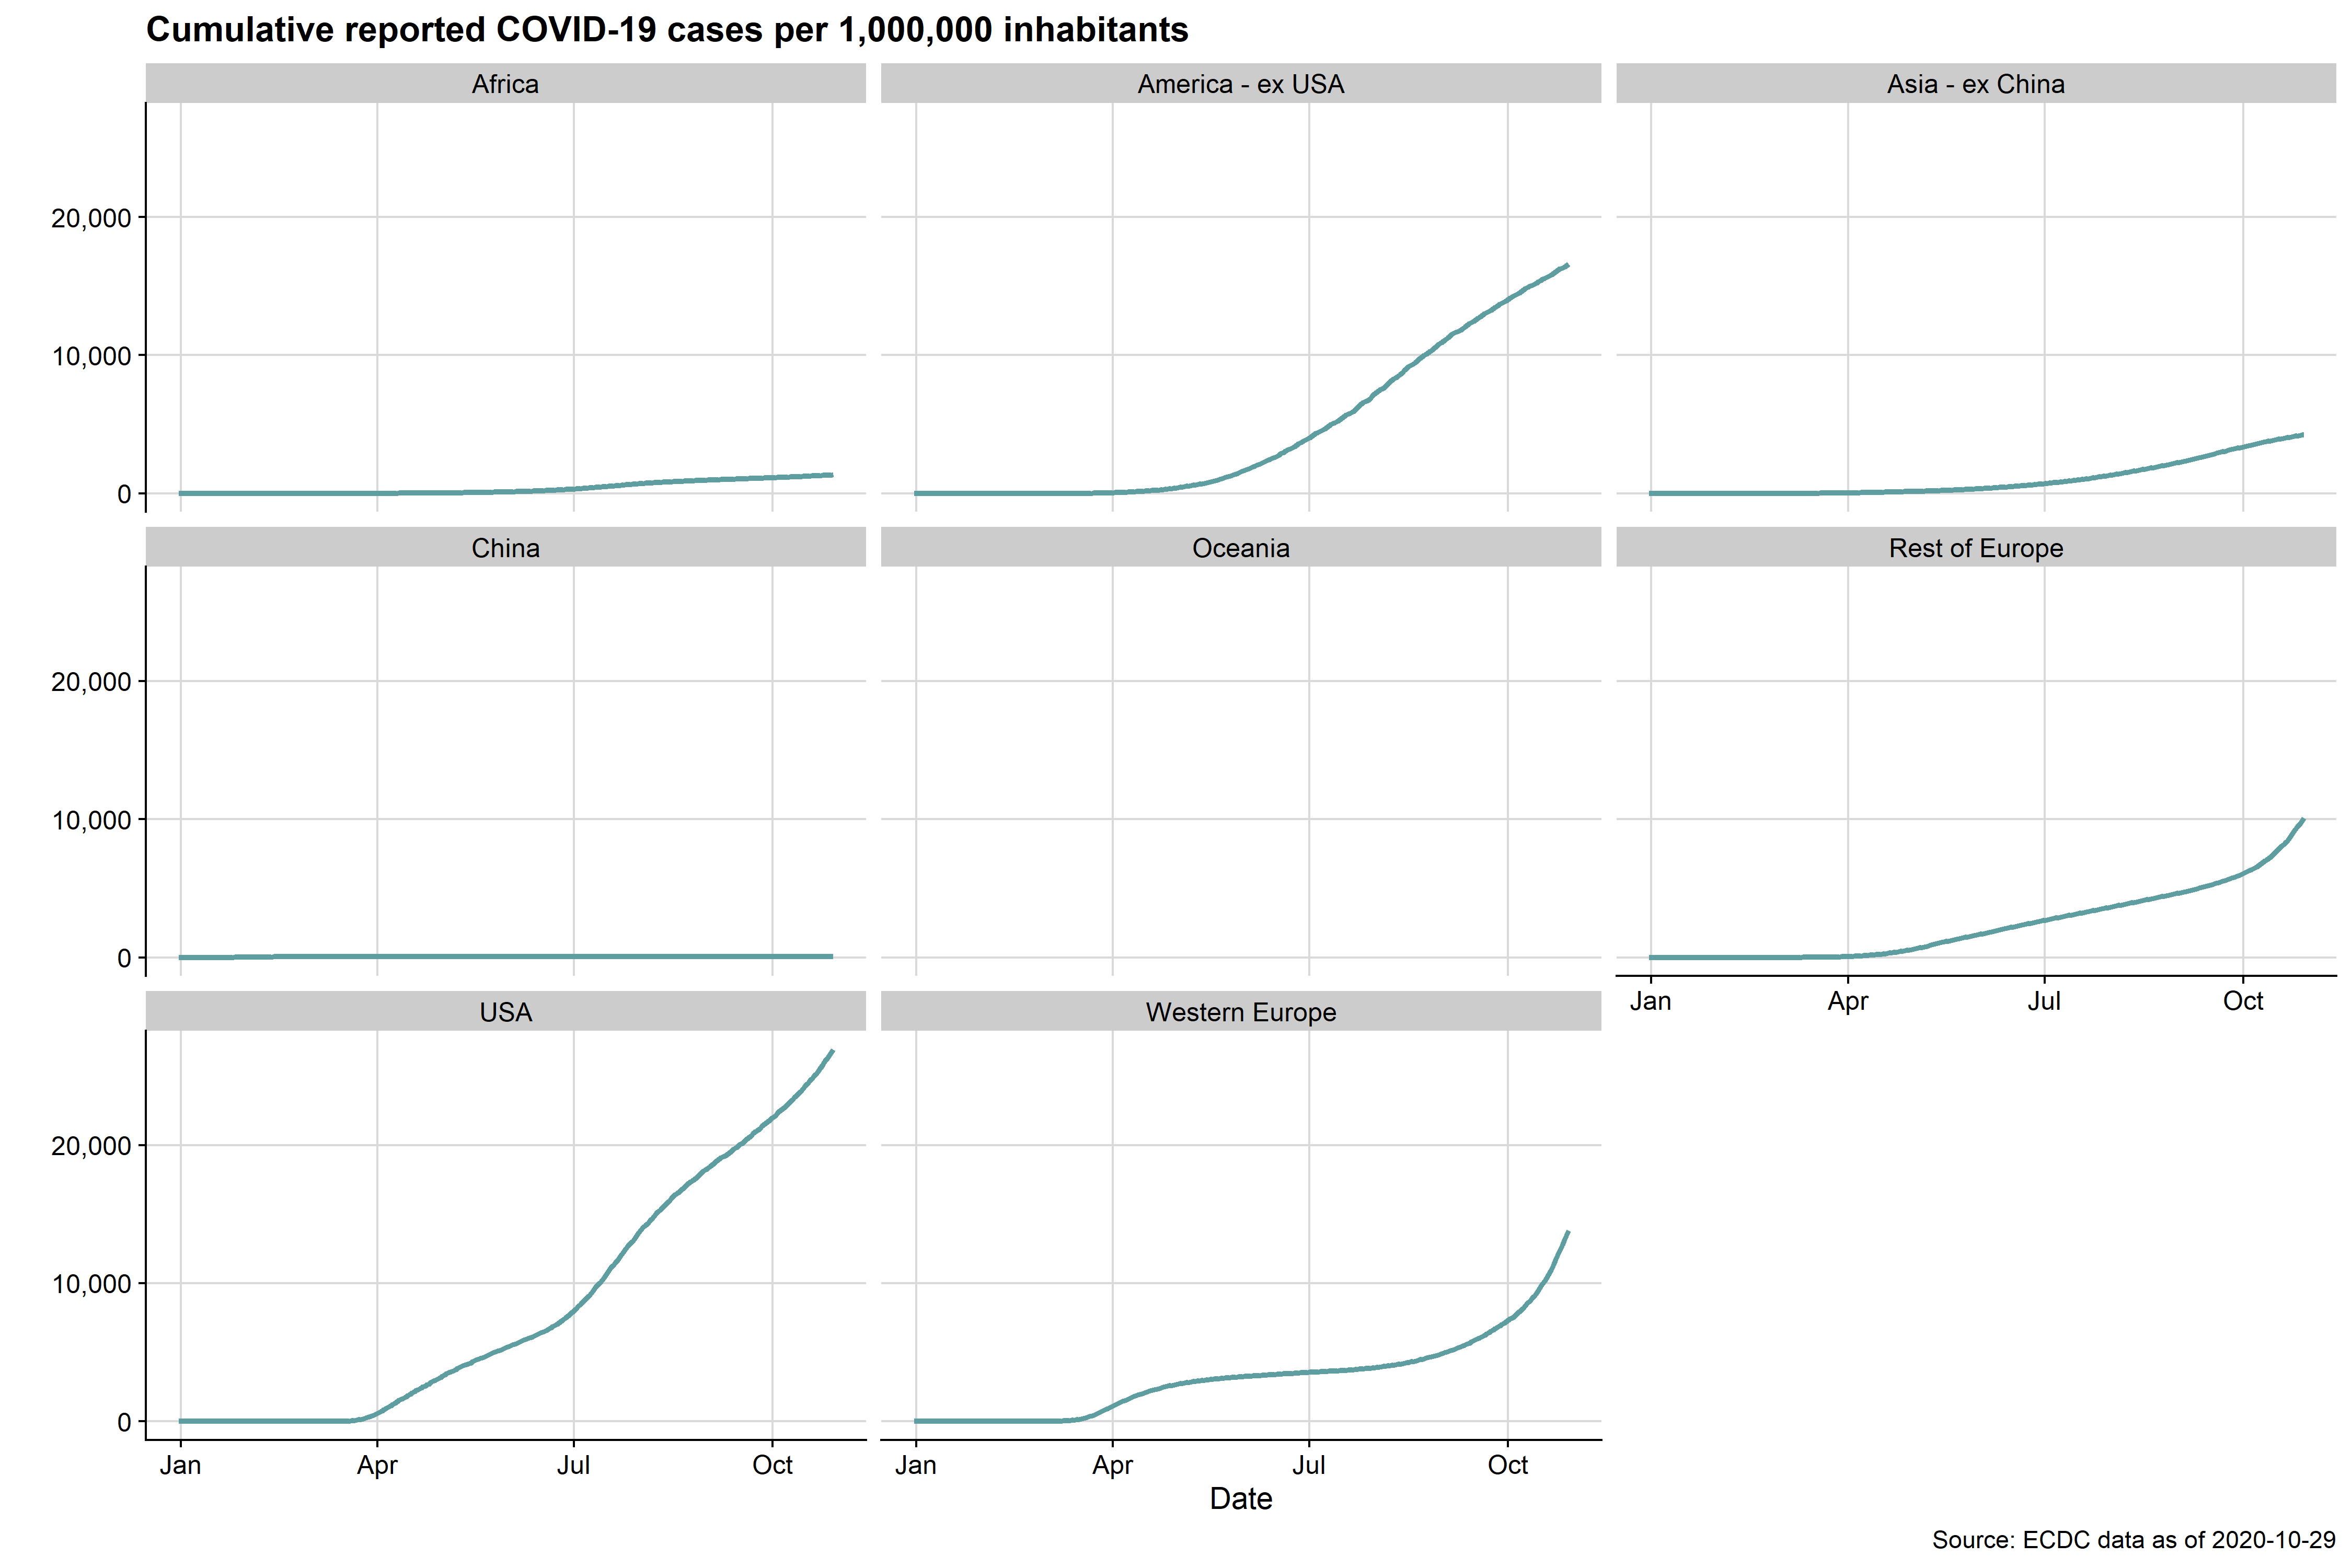 Cumulative reported COVID-19 cases per 1,000,000 inhabitants
Africa
America - ex USA
Asia - ex China
20,000
10,000
0
China
Oceania
Rest of Europe
20,000
10,000
0
Jan Apr Jul Oct
USA
Western Europe
20,000
10,000
0
Jan Apr Jul Oct
Jan Apr Jul Oct
Date
Source: ECDC data as of 2020-10-29